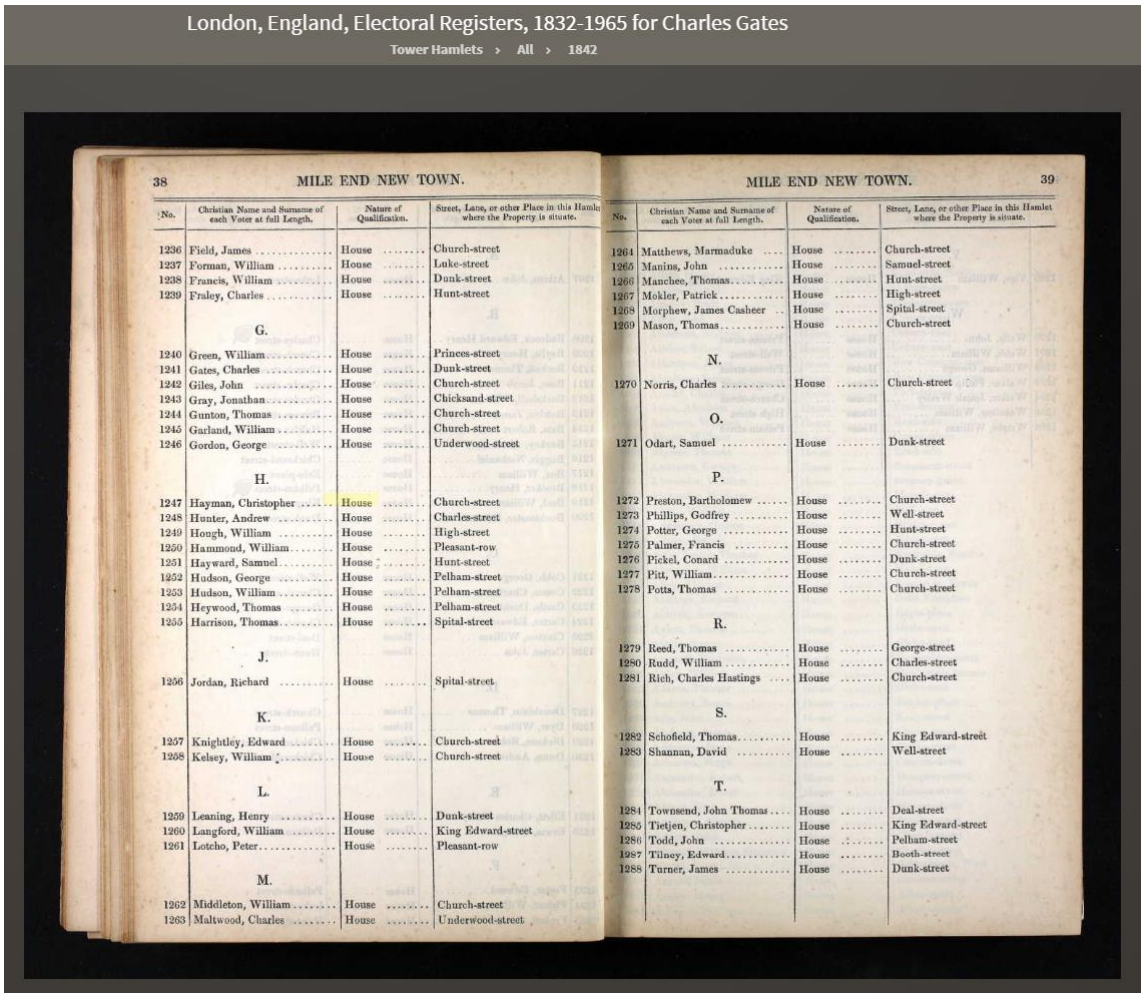 London, England, Electoral Registers, 1832-1965 for Charles Gates
Tower Hamlets > All > 1842
38 MILE END NEW TOWN.
No. Christian Name and Surname of each Voter at full Length. Nature of Qualification. Street, Lane, or other Place in this Hamlet where the Property is situate.
1236 Field, James ............ House ........ Church-street
1237 Forman, William ........ House ........ Luke-street
1238 Francis, William ........ House ........ Dunk-street
1239 Fraley, Charles .......... House ........ Hunt-street
G.
1240 Green, William .......... House ........ Princes-street
1241 Gates, Charles .......... House ........ Dunk-street
1242 Giles, John .......... House ........ Church-street
1243 Gray, Jonathan .......... House ........ Chicksand-street
1244 Gunton, Thomas .......... House ........ Church-street
1245 Garland, William ........ House ........ Church-street
1246 Gordon, George .......... House ........ Underwood-street
H.
1247 Hayman, Christopher .... House ........ Church-street
1248 Hunter, Andrew .......... House ........ Charles-street
1249 Hough, William .......... House ........ High-street
1250 Hammond, William ........ House ........ Pleasant-row
1251 Hayward, Samuel ........ House ........ Hunt-street
1252 Hudson, George .......... House ........ Pelham-street
1253 Hudson, William .......... House ........ Pelham-street
1254 Heywood, Thomas ........ House ........ Pelham-street
1255 Harrison, Thomas ........ House ........ Spital-street
J.
1256 Jordan, Richard .......... House ........ Spital-street
K.
1257 Knightley, Edward ........ House ........ Church-street
1258 Kelsey, William .......... House ........ Church-street
L.
1259 Leaning, Henry .......... House ........ Dunk-street
1260 Langford, William ........ House ........ King Edward-street
1261 Lotcho, Peter ............ House ........ Pleasant-row
M.
1262 Middleton, William ........ House ........ Church-street
1263 Maltwood, Charles ........ House ........ Underwood-street
MILE END NEW TOWN. 39
No. Christian Name and Surname of each Voter at full Length. Nature of Qualification. Street, Lane, or other Place in this Hamlet where the Property is situate.
1264 Matthews, Marmaduke .... House ........ Church-street
1265 Manins, John ............ House ........ Samuel-street
1266 Manchee, Thomas .......... House ........ Hunt-street
1267 Mokler, Patrick .......... House ........ High-street
1268 Morphew, James Casheer .. House ........ Spital-street
1269 Mason, Thomas ............ House ........ Church-street
N.
1270 Norris, Charles .......... House ........ Church-street
O.
1271 Odart, Samuel ............ House ........ Dunk-street
P.
1272 Preston, Bartholomew ...... House ........ Church-street
1273 Phillips, Godfrey ........ House ........ Well-street
1274 Potter, George .......... House ........ Hunt-street
1275 Palmer, Francis .......... House ........ Church-street
1276 Pickel, Conard .......... House ........ Dunk-street
1277 Pitt, William ............ House ........ Church-street
1278 Potts, Thomas .......... House ........ Church-street
R.
1279 Reed, Thomas .......... House ........ George-street
1280 Rudd, William .......... House ........ Charles-street
1281 Rich, Charles Hastings .... House ........ Church-street
S.
1282 Schofield, Thomas ........ House ........ King Edward-street
1283 Shannan, David .......... House ........ Well-street
T.
1284 Townsend, John Thomas .... House ........ Deal-street
1285 Tietjen, Christopher ........ House ........ King Edward-street
1286 Todd, John .......... House ........ Pelham-street
1287 Tilney, Edward .......... House ........ Booth-street
1288 Turner, James .......... House ........ Dunk-street